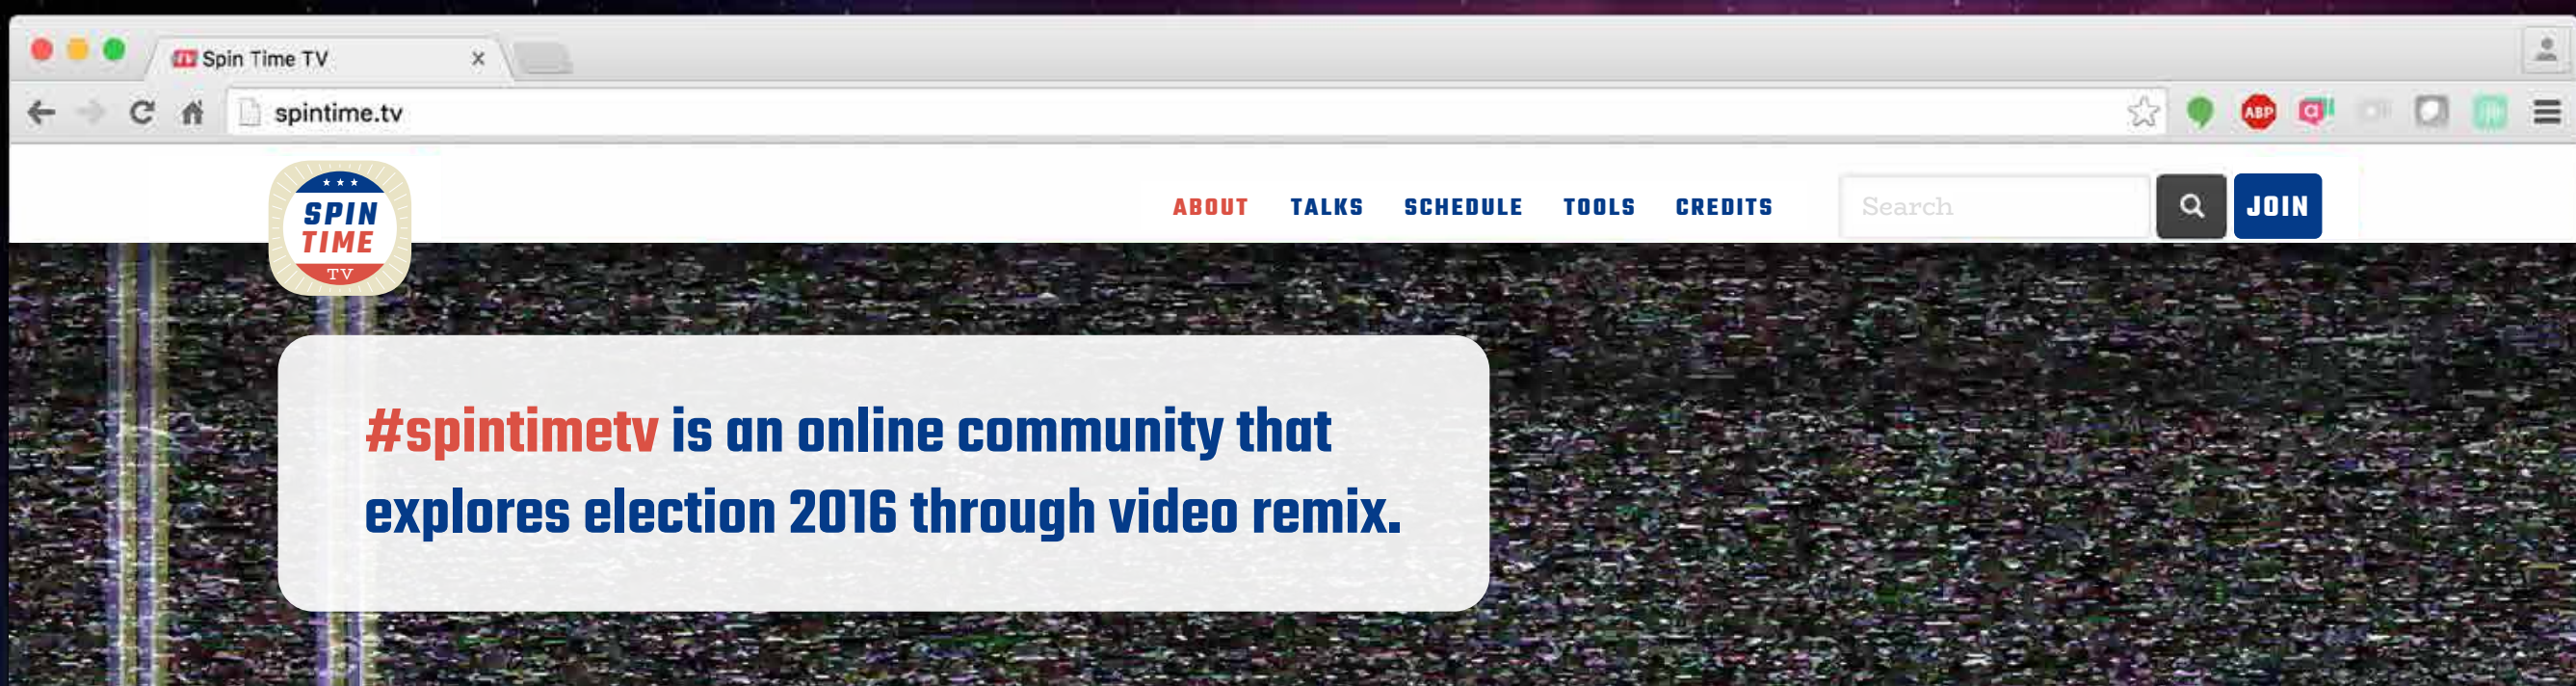 Spin Time TV
spintime.tv
ABP
SPIN
TIME
TV
ABOUT TALKS SCHEDULE TOOLS CREDITS Search JOIN
#spintimetv is an online community that
explores election 2016 through video remix.